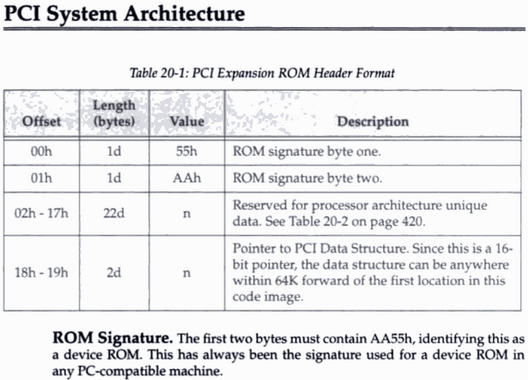 PCI System Architecture
Table 20-1: PCI Expansion ROM Header Format
Offset Length (bytes) Value Description
00h 1d 55h ROM signature byte one.
01h 1d AAh ROM signature byte two.
02h - 17h 22d n Reserved for processor architecture unique
data. See Table 20-2 on page 420.
18h - 19h 2d n Pointer to PCI Data Structure. Since this is a 16-
bit pointer, the data structure can be anywhere
within 64K forward of the first location in this
code image.
ROM Signature. The first two bytes must contain AA55h, identifying this as
a device ROM. This has always been the signature used for a device ROM in
any PC-compatible machine.